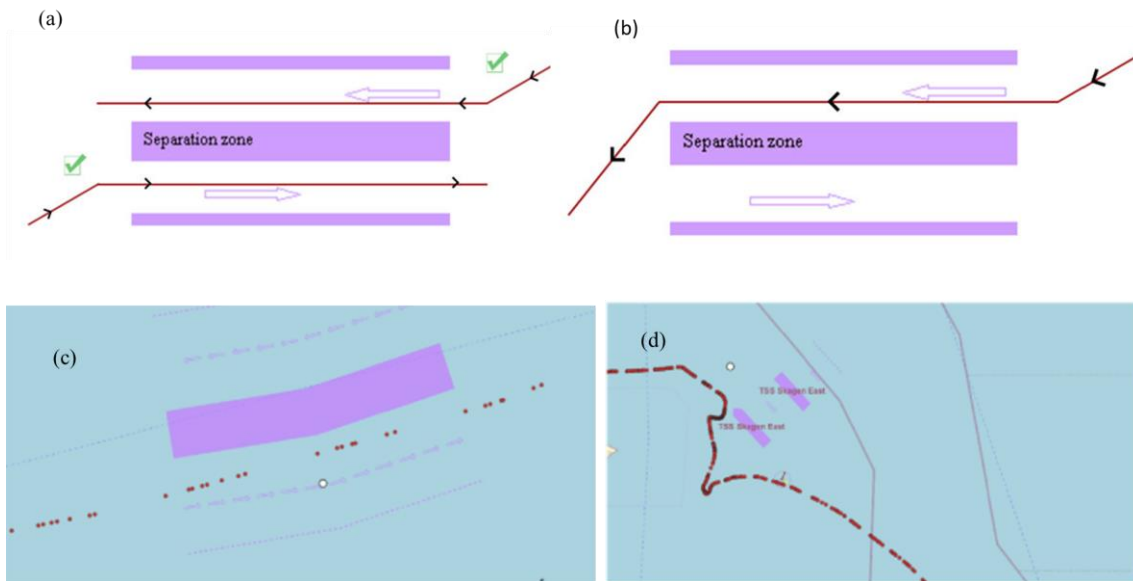 (a)
(b)
Separation zone
Separation zone
(c)
(d)
TSS Skagen East
TSS Skagen East